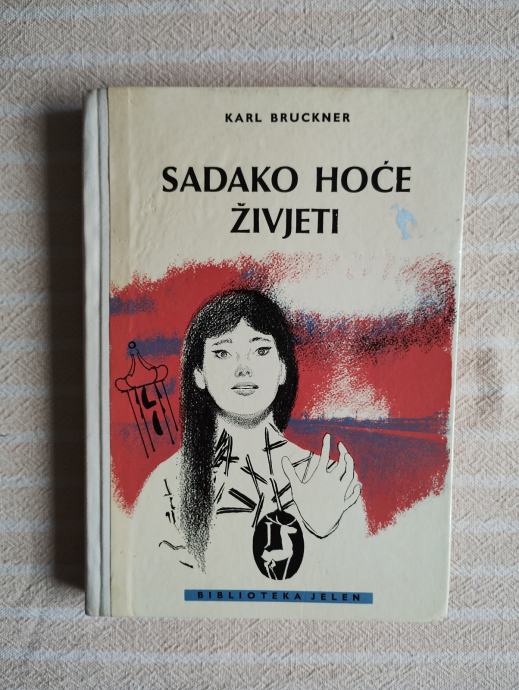 KARL BRUCKNER
SADAKO HOĆE
ŽIVJETI
BIBLIOTEKA JELEN